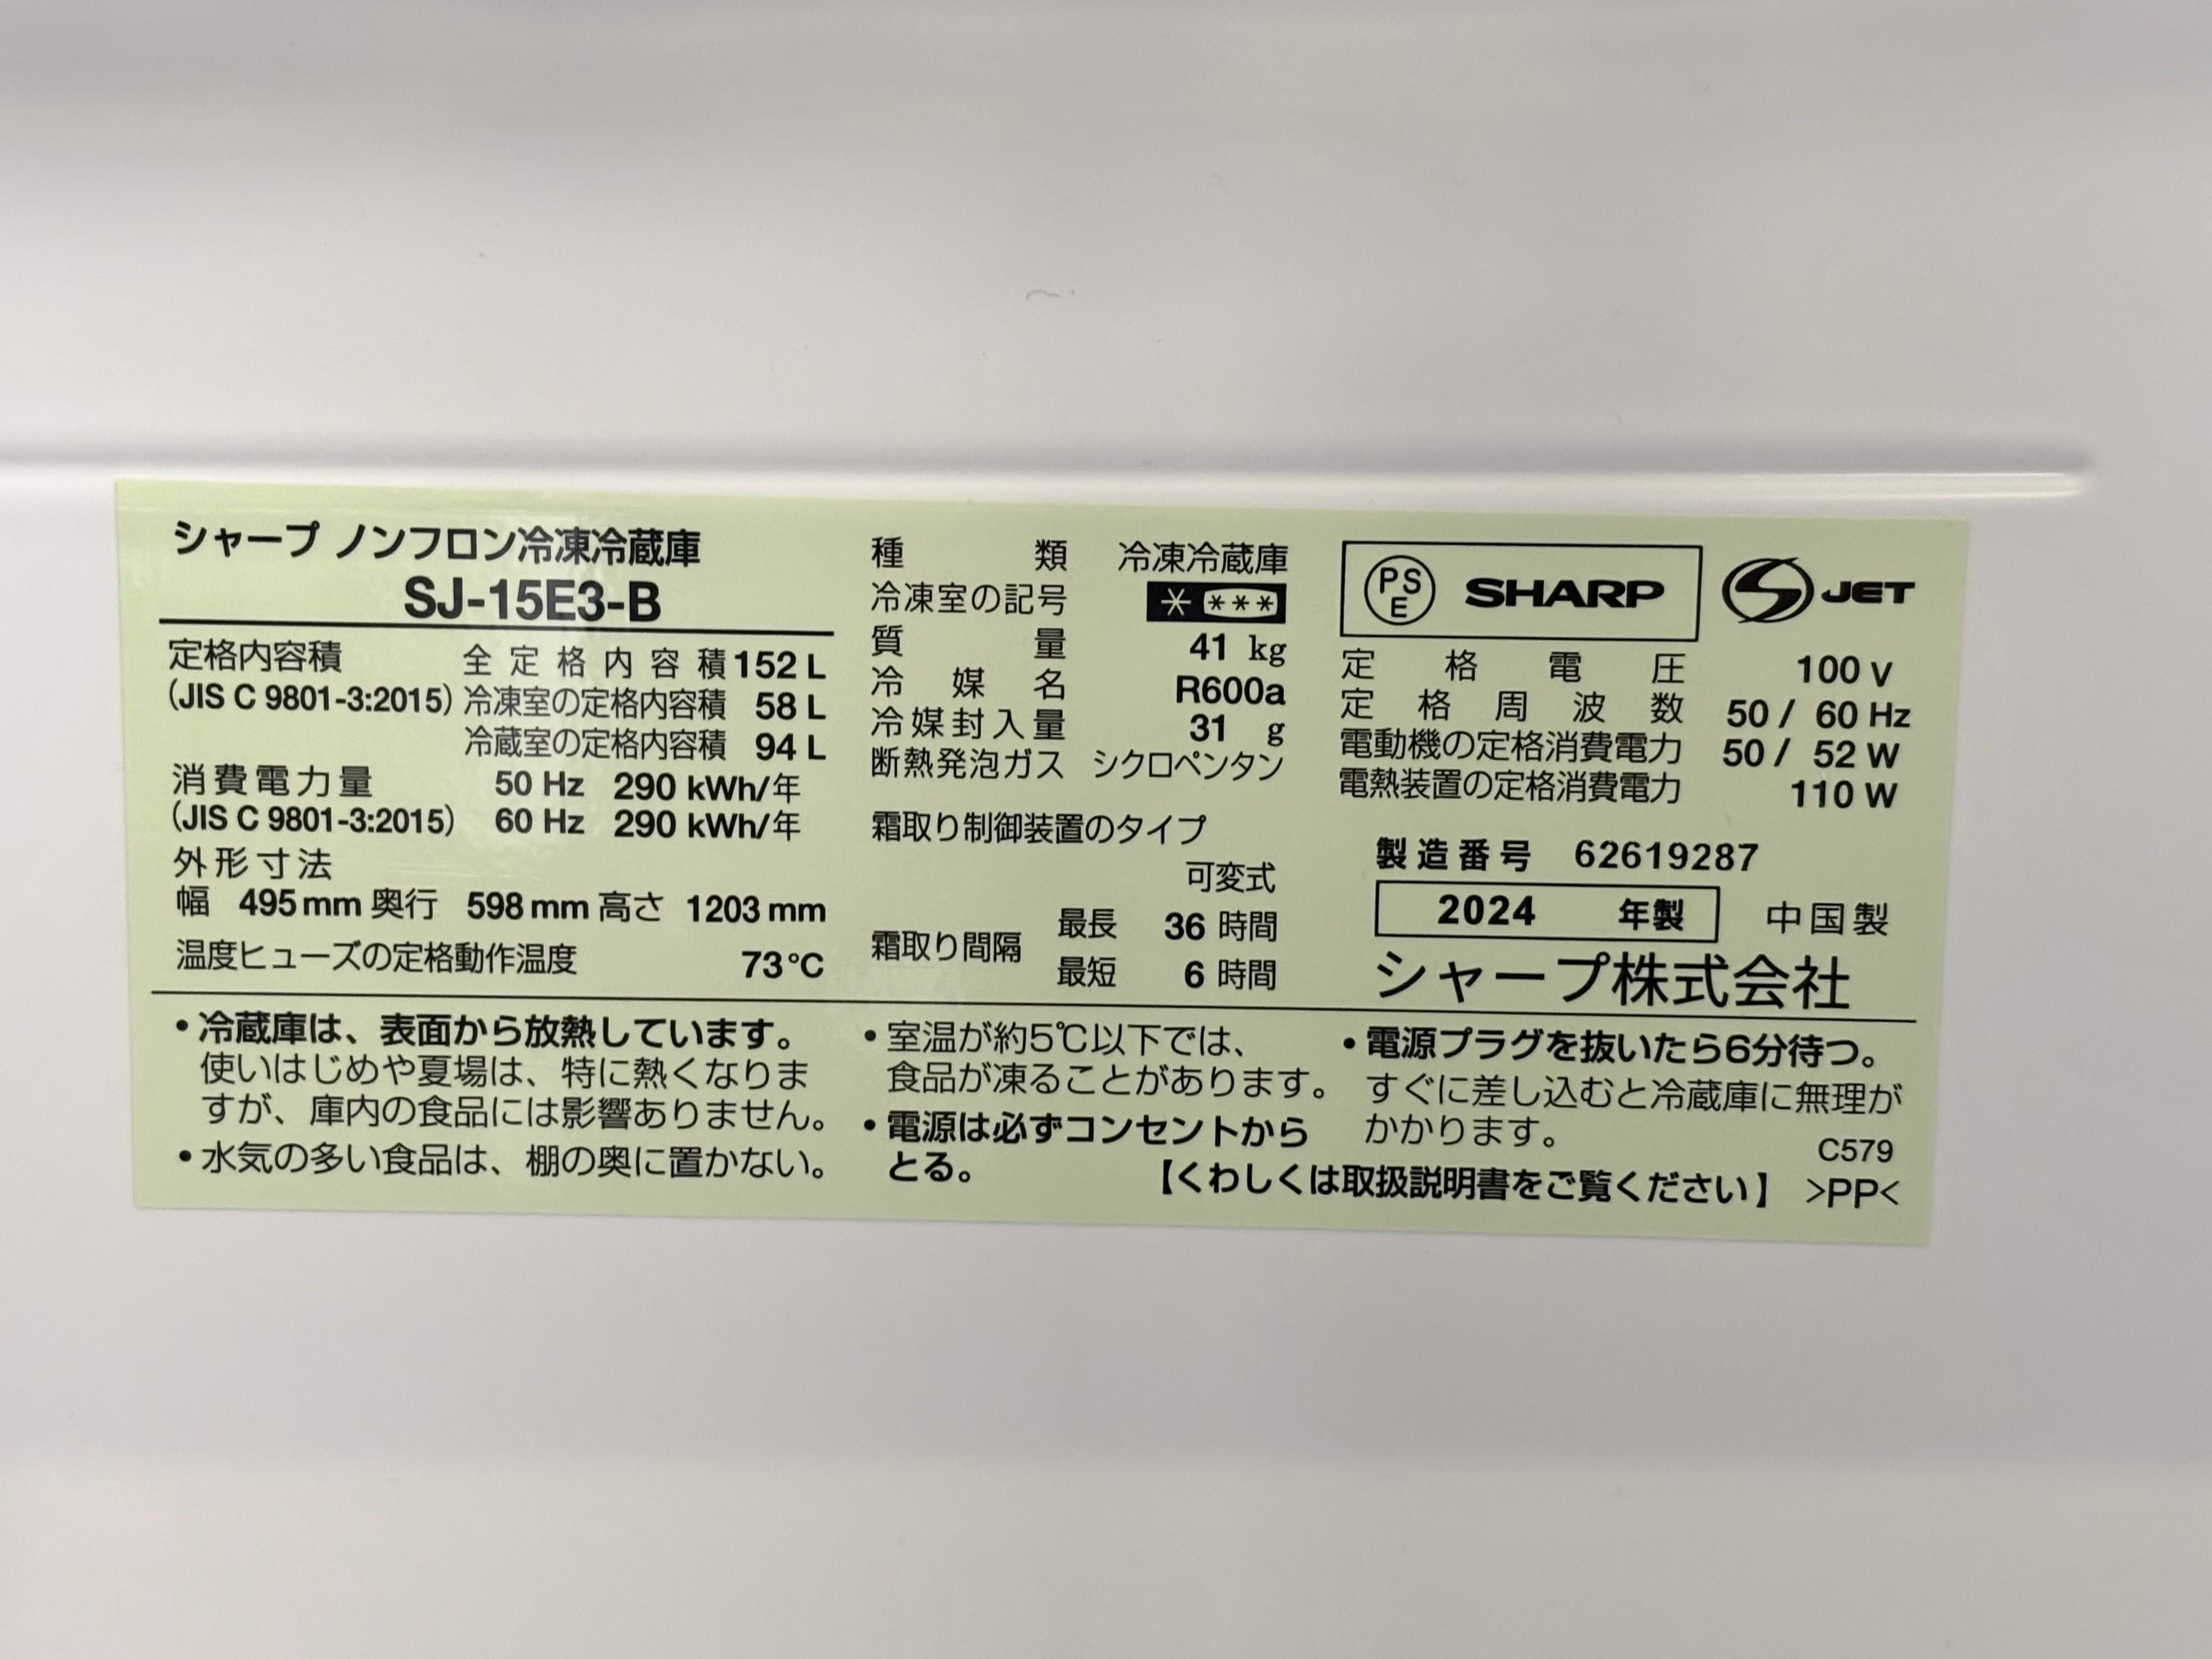 シャープ ノンフロン冷凍冷蔵庫
SJ-15E3-B
定格内容積 全定格内容積 152 L
(JIS C 9801-3:2015) 冷凍室の定格内容積 58 L
冷蔵室の定格内容積 94 L
消費電力量 50 Hz 290 kWh/年
(JIS C 9801-3:2015) 60 Hz 290 kWh/年
外形寸法
幅 495 mm 奥行 598 mm 高さ 1203 mm
温度ヒューズの定格動作温度 73℃
種類 冷凍冷蔵庫
冷凍室の記号 * ***
質量 41 kg
冷媒名 R600a
冷媒封入量 31 g
断熱発泡ガス シクロペンタン
霜取り制御装置のタイプ
可変式
霜取り間隔 最長 36 時間
最短 6 時間
PSE SHARP JET
定格電圧 100 V
定格周波数 50 / 60 Hz
電動機の定格消費電力 50 / 52 W
電熱装置の定格消費電力 110 W
製造番号 62619287
2024 年製 中国製
シャープ株式会社
・冷蔵庫は、表面から放熱しています。
使いはじめや夏場は、特に熱くなりま
すが、庫内の食品には影響ありません。
・水気の多い食品は、棚の奥に置かない。
・室温が約5℃以下では、
食品が凍ることがあります。
・電源は必ずコンセントから
とる。
・電源プラグを抜いたら6分待つ。
すぐに差し込むと冷蔵庫に無理が
かかります。
C579
【くわしくは取扱説明書をご覧ください】 >PP<